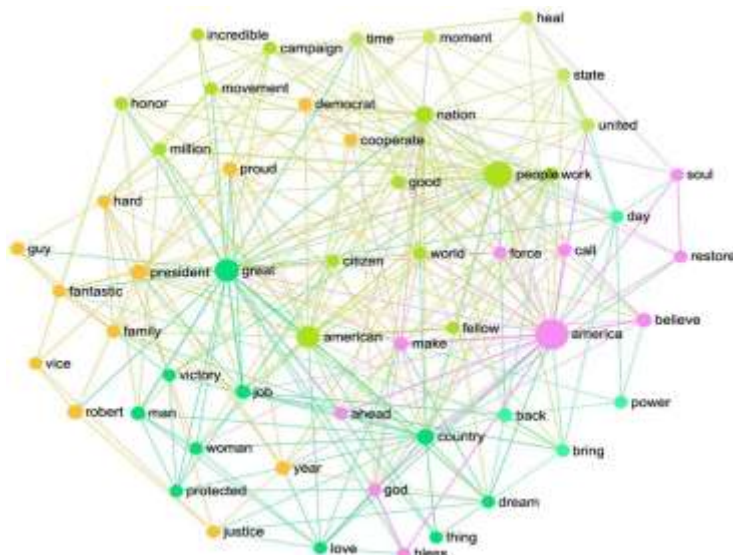 heal
incredible
campaign
time
moment
state
movement
honor
democrat
nation
united
cooperate
million
proud
good
people
work
soul
hard
day
guy
president
great
citizen
world
force
call
restore
fantastic
family
american
fellow
make
america
believe
vice
victory
job
robert
man
ahead
back
power
woman
country
bring
year
protected
god
dream
justice
love
thing
bless